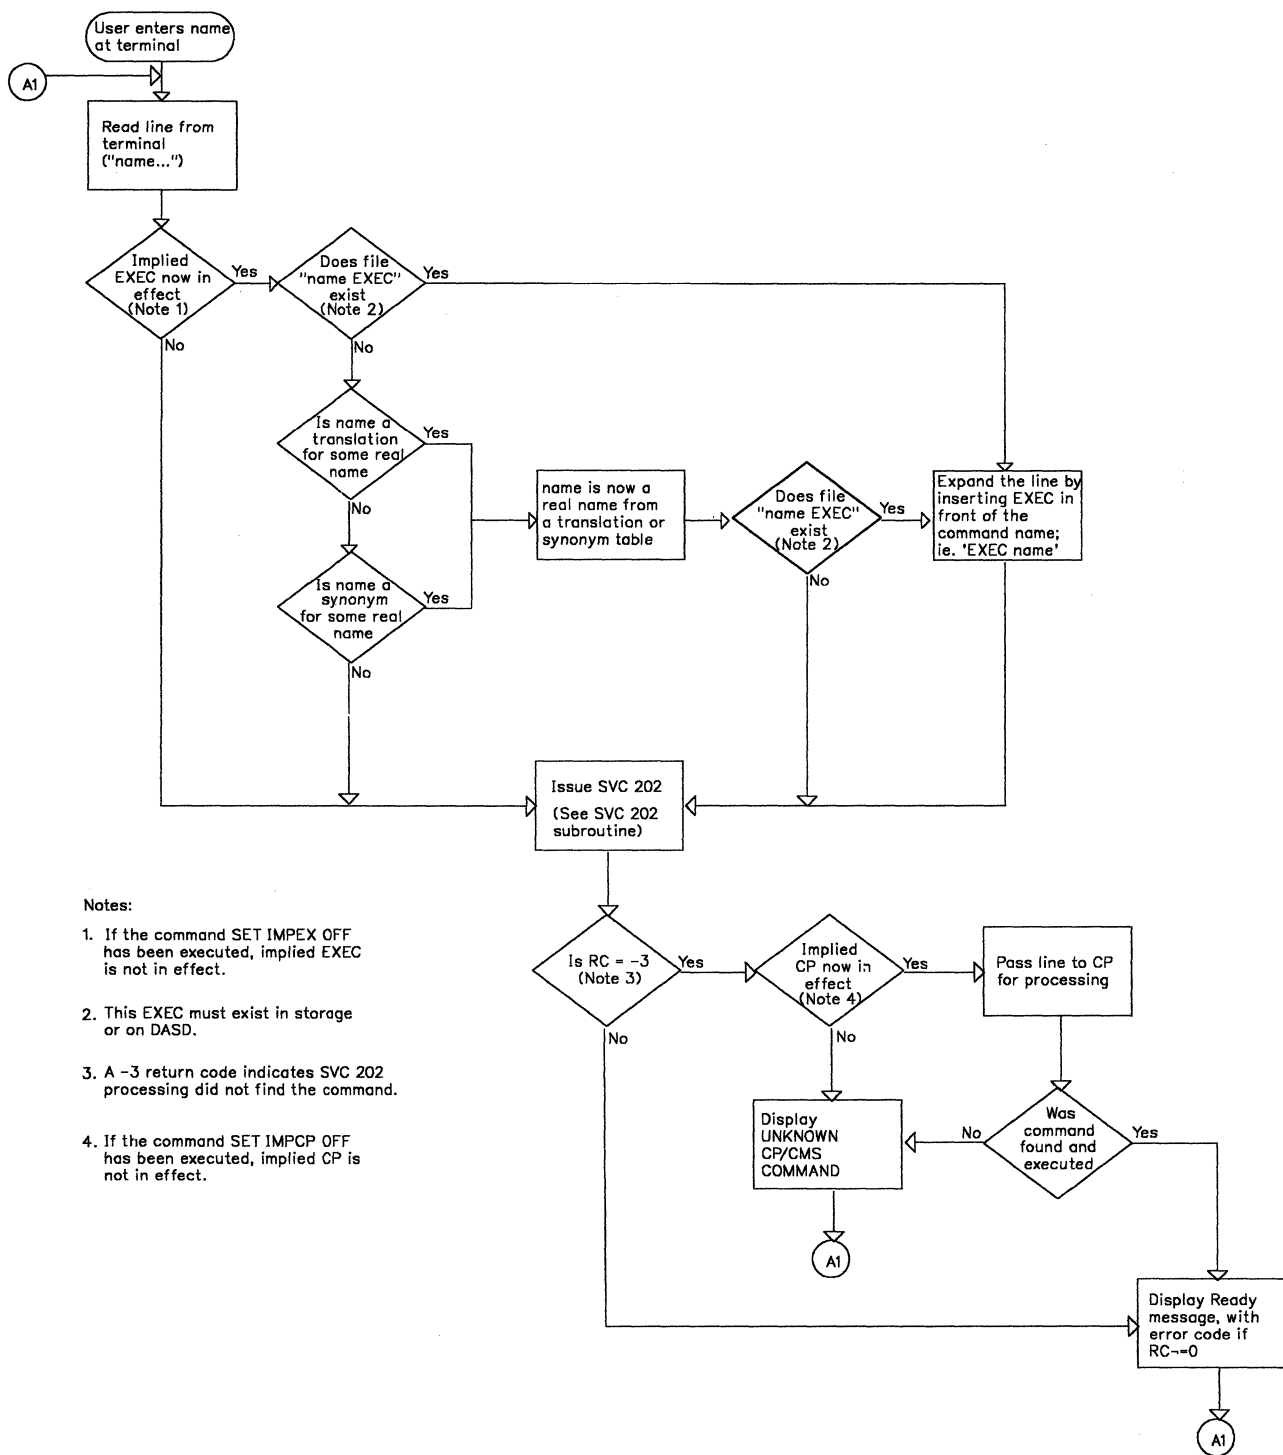 User enters name
at terminal
A1
Read line from
terminal
("name...")
Implied
EXEC now in
effect
(Note 1)
Yes
No
Does file
"name EXEC"
exist
(Note 2)
Yes
No
Is name a
translation
for some real
name
Yes
No
Is name a
synonym
for some real
name
Yes
No
name is now a
real name from
a translation or
synonym table
Does file
"name EXEC"
exist
(Note 2)
Yes
No
Expand the line by
inserting EXEC in
front of the
command name;
ie. 'EXEC name'
Issue SVC 202
(See SVC 202
subroutine)
Is RC = -3
(Note 3)
Yes
No
Implied
CP now in
effect
(Note 4)
Yes
No
Pass line to CP
for processing
Was
command
found and
executed
No
Yes
Display
UNKNOWN
CP/CMS
COMMAND
A1
Display Ready
message, with
error code if
RC¬=0
A1
Notes:
1. If the command SET IMPEX OFF
has been executed, implied EXEC
is not in effect.
2. This EXEC must exist in storage
or on DASD.
3. A -3 return code indicates SVC 202
processing did not find the command.
4. If the command SET IMPCP OFF
has been executed, implied CP is
not in effect.